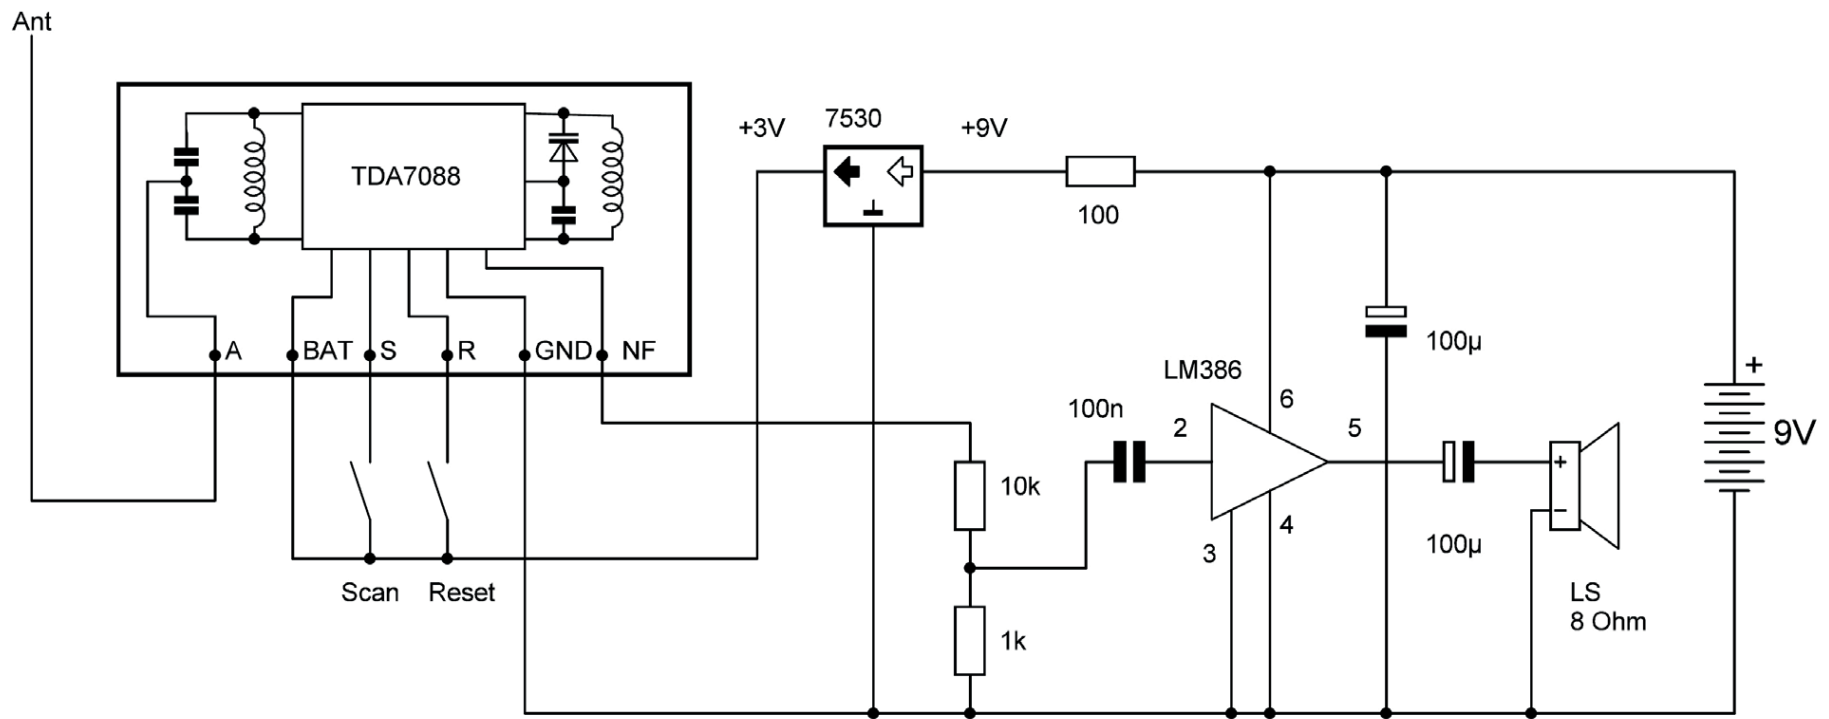 Ant
7530
+3V
+9V
TDA7088
100
A
BAT
S
R
GND
NF
100µ
LM386
+
6
100n
2
5
9V
+
10k
−
4
100µ
3
Scan
Reset
LS
8 Ohm
1k